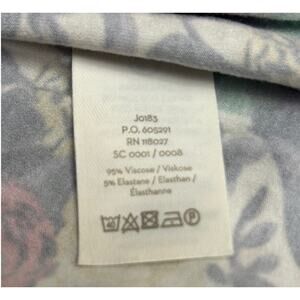 J0183
P.O. 605291
RN 118027
SC 0001 / 0008
95% Viscose / Viskose
5% Elastane / Elasthan /
Élasthanne